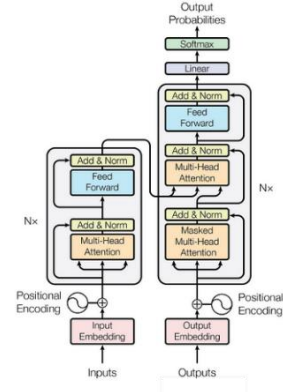 Output
Probabilities
Softmax
Linear
Add & Norm
Feed
Forward
Add & Norm
Multi-Head
Attention
Add & Norm
Masked
Multi-Head
Attention
N×
Positional
Encoding
Output
Embedding
Outputs
Add & Norm
Feed
Forward
Add & Norm
Multi-Head
Attention
N×
Positional
Encoding
Input
Embedding
Inputs